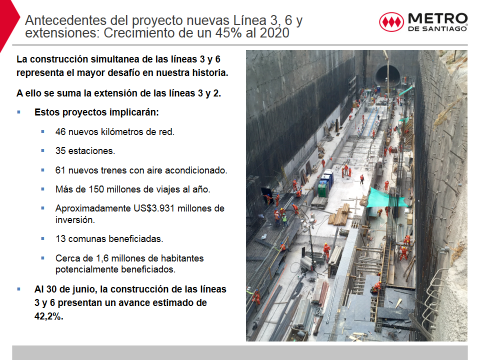 Antecedentes del proyecto nuevas Línea 3, 6 y
extensiones: Crecimiento de un 45% al 2020
METRO
DE SANTIAGO
La construcción simultanea de las líneas 3 y 6
representa el mayor desafío en nuestra historia.
A ello se suma la extensión de las líneas 3 y 2.
Estos proyectos implicarán:
46 nuevos kilómetros de red.
35 estaciones.
61 nuevos trenes con aire acondicionado.
Más de 150 millones de viajes al año.
Aproximadamente US$3.931 millones de
inversión.
13 comunas beneficiadas.
Cerca de 1,6 millones de habitantes
potencialmente beneficiados.
Al 30 de junio, la construcción de las líneas
3 y 6 presentan un avance estimado de
42,2%.